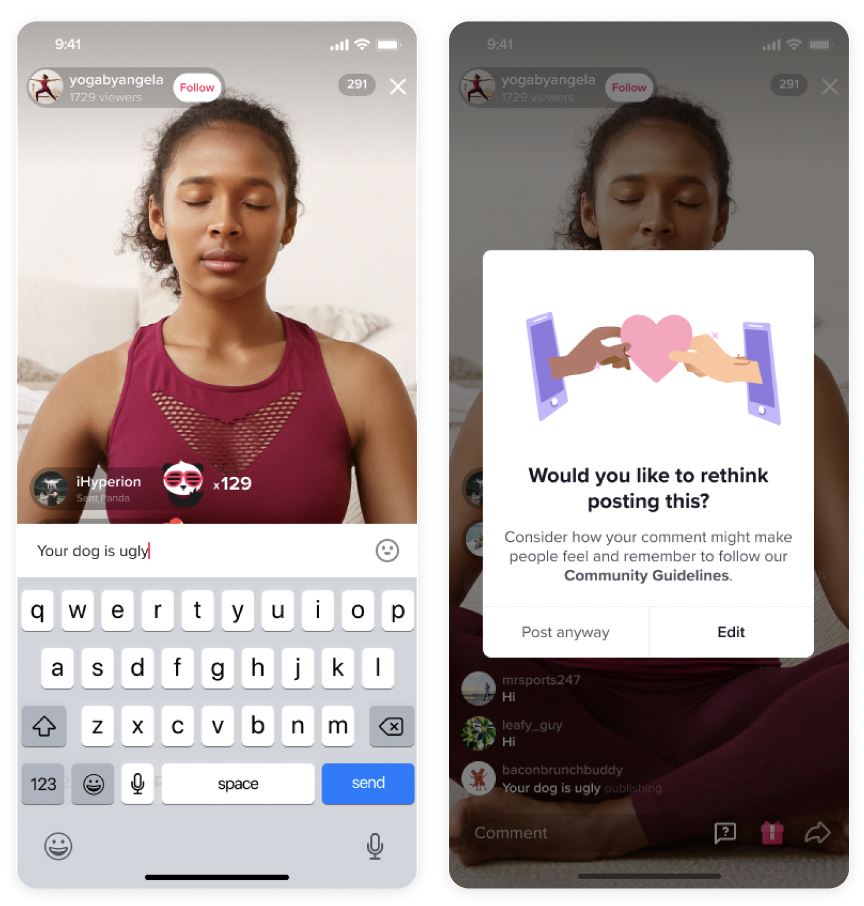 9:41
yogabyangela
1729 viewers
Follow
291
iHyperion
Sent Panda
x129
Your dog is ugly
q w e r t y u i o p
a s d f g h j k l
z x c v b n m
123
space
send
9:41
yogabyangela
1729 viewers
Follow
291
Would you like to rethink
posting this?
Consider how your comment might make
people feel and remember to follow our
Community Guidelines.
Post anyway
Edit
mrsports247
Hi
leafy_guy
Hi
baconbrunchbuddy
Your dog is ugly publishing
Comment